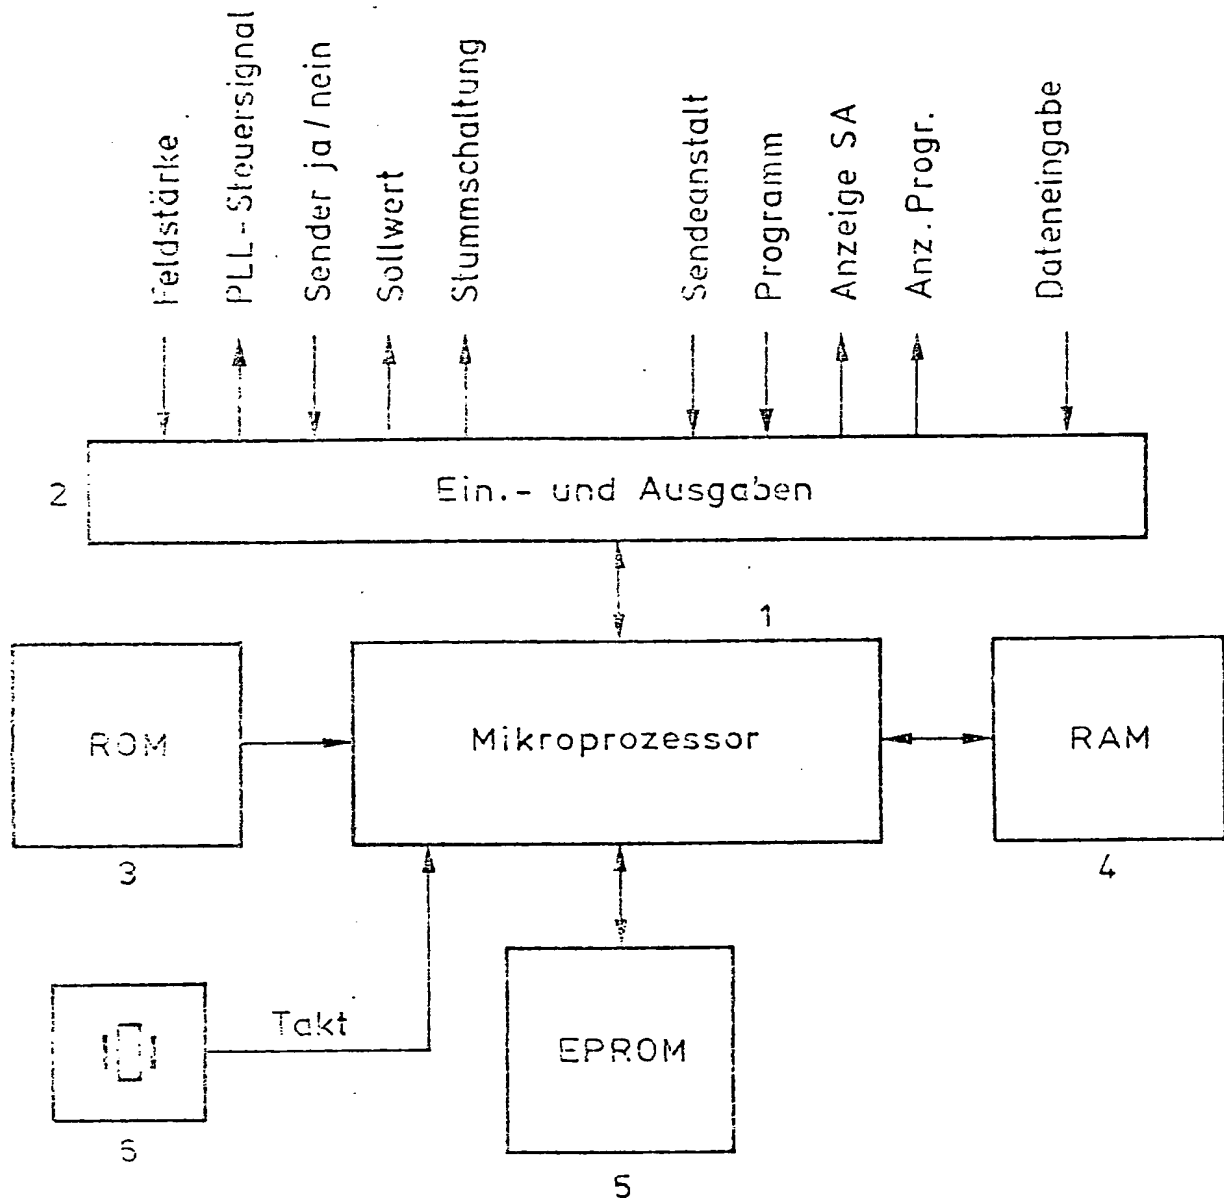 Feldstärke
PLL-Steuersignal
Sender ja/nein
Sollwert
Stummschaltung
Sendeanstalt
Programm
Anzeige SA
Anz. Progr.
Dateneingabe
2
Ein.- und Ausgaben
1
ROM
Mikroprozessor
RAM
3
4
Takt
EPROM
6
5